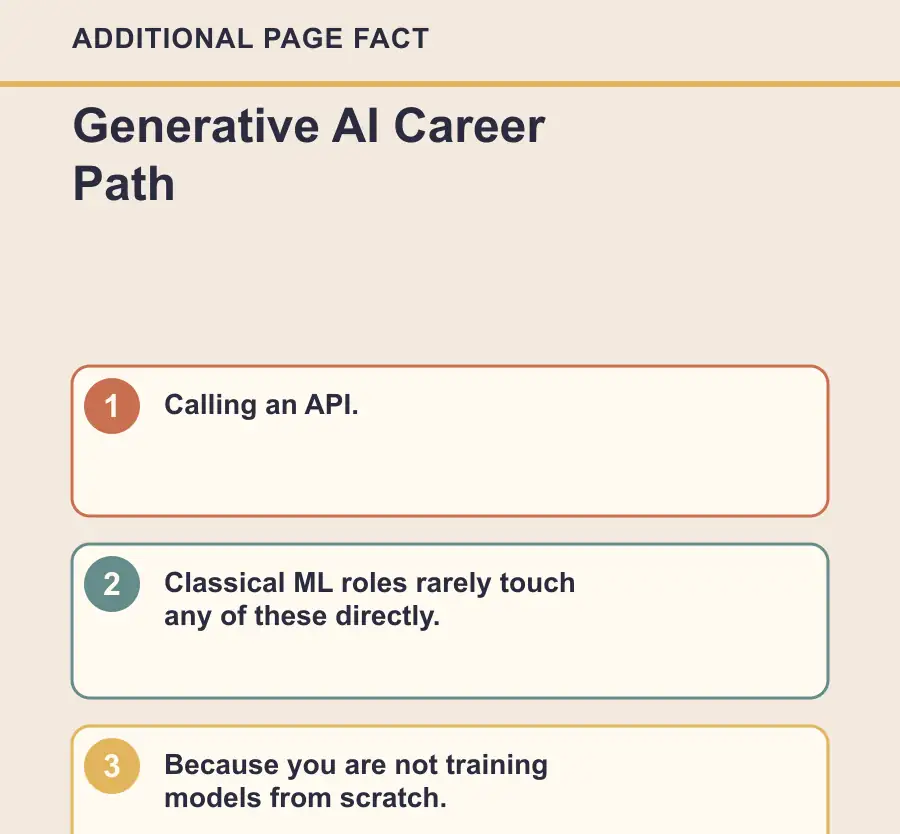 ADDITIONAL PAGE FACT
Generative AI Career
Path
1
Calling an API.
2
Classical ML roles rarely touch
any of these directly.
3
Because you are not training
models from scratch.